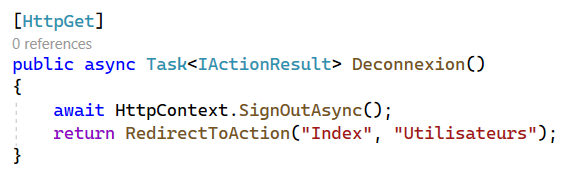 [HttpGet]
0 references
public async Task<IActionResult> Deconnexion()
{
    await HttpContext.SignOutAsync();
    return RedirectToAction("Index", "Utilisateurs");
}